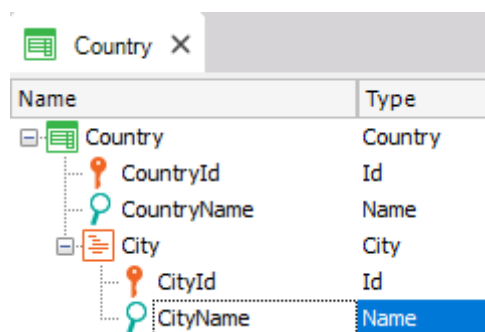 Country
Name Type
Country Country
CountryId Id
CountryName Name
City City
CityId Id
CityName Name